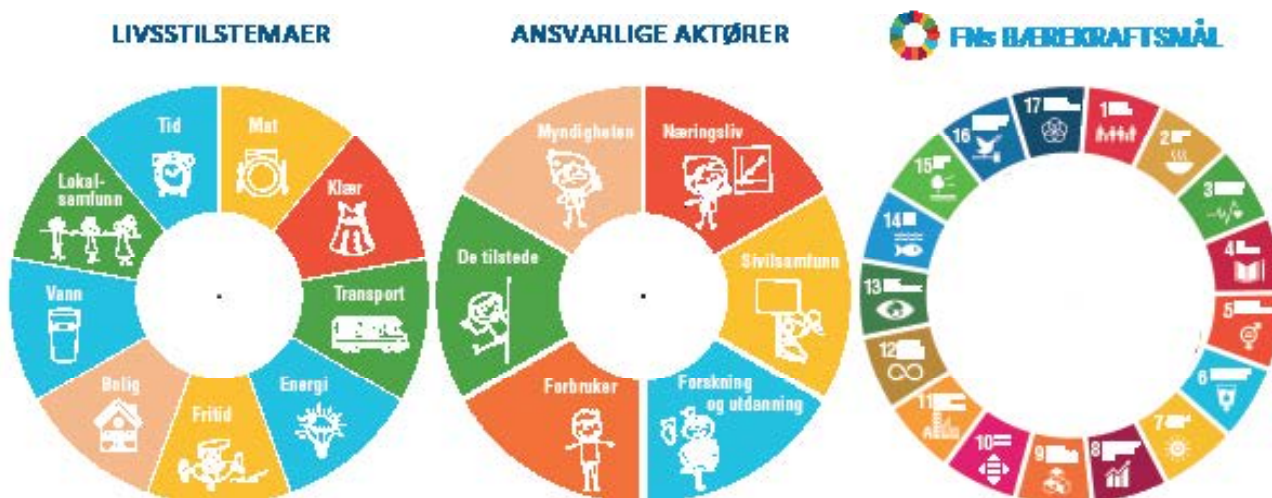 LIVSSTILSTEMAER
Tid
Mat
Klær
Transport
Energi
Fritid
Bolig
Vann
Lokal-
samfunn
ANSVARLIGE AKTØRER
Myndigheten
Næringsliv
Sivilsamfunn
Forskning
og utdanning
Forbruker
De tilstede
FNs BÆREKRAFTSMÅL
1
2
3
4
5
6
7
8
9
10
11
12
13
14
15
16
17